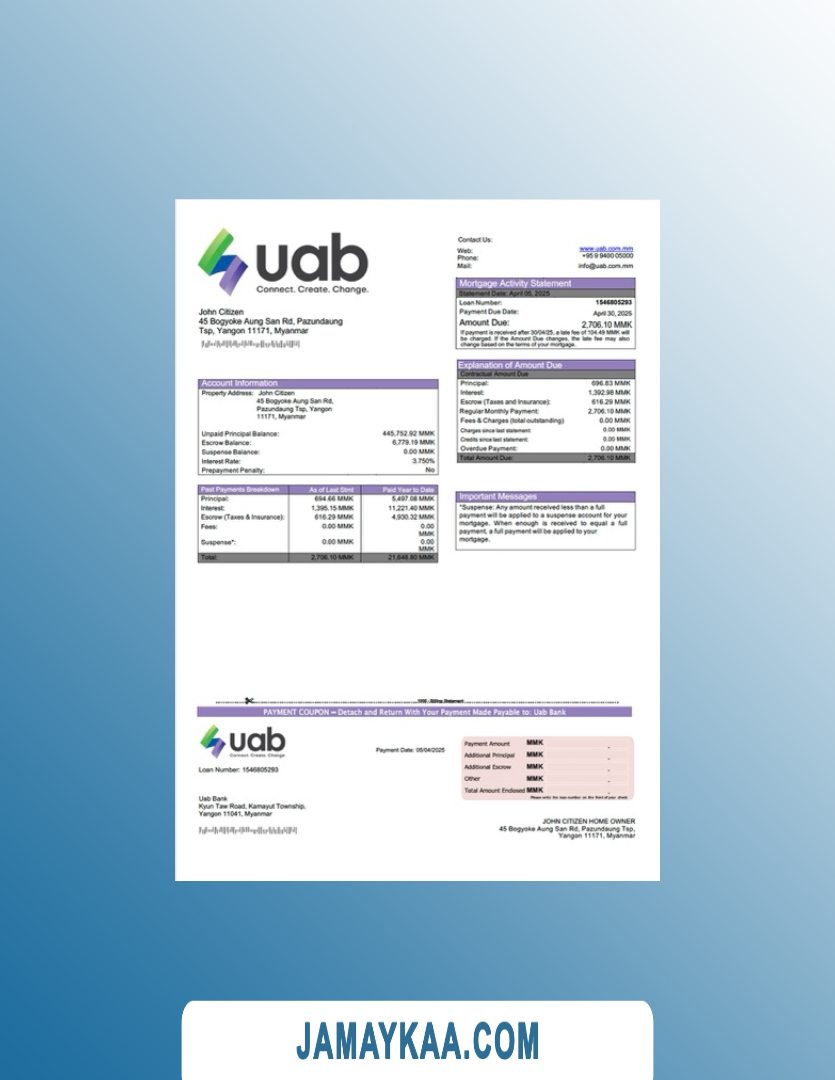 uab
Connect. Create. Change.
Contact Us:
Web: www.uab.com.mm
Phone: +95 9 9400 05000
Mail: info@uab.com.mm
Mortgage Activity Statement
Statement Date: April 05, 2025
Loan Number: 1546805293
Payment Due Date: April 30, 2025
Amount Due: 2,706.10 MMK
If payment is received after 30/04/25, a late fee of 104.49 MMK will
be charged. If the Amount Due changes, the late fee may also
change based on the terms of your mortgage.
John Citizen
45 Bogyoke Aung San Rd, Pazundaung
Tsp, Yangon 11171, Myanmar
Explanation of Amount Due
Contractual Amount Due
Principal: 696.83 MMK
Interest: 1,392.98 MMK
Escrow (Taxes and Insurance): 616.29 MMK
Regular Monthly Payment: 2,706.10 MMK
Fees & Charges (total outstanding) 0.00 MMK
Charges since last statement: 0.00 MMK
Credits since last statement: 0.00 MMK
Overdue Payment: 0.00 MMK
Total Amount Due: 2,706.10 MMK
Account Information
Property Address: John Citizen
45 Bogyoke Aung San Rd,
Pazundaung Tsp, Yangon
11171, Myanmar
Unpaid Principal Balance: 445,752.92 MMK
Escrow Balance: 6,779.19 MMK
Suspense Balance: 0.00 MMK
Interest Rate: 3.750%
Prepayment Penalty: No
Past Payments Breakdown As of Last Stmt Paid Year to Date
Principal: 694.66 MMK 5,497.08 MMK
Interest: 1,395.15 MMK 11,221.40 MMK
Escrow (Taxes & Insurance): 616.29 MMK 4,930.32 MMK
Fees: 0.00 MMK 0.00
MMK
Suspense*: 0.00 MMK 0.00
MMK
Total: 2,706.10 MMK 21,648.80 MMK
Important Messages
*Suspense: Any amount received less than a full
payment will be applied to a suspense account for your
mortgage. When enough is received to equal a full
payment, a full payment will be applied to your
mortgage.
Billing Statement
PAYMENT COUPON – Detach and Return With Your Payment Made Payable to: Uab Bank
uab
Connect. Create. Change.
Payment Date: 05/04/2025
Loan Number: 1546805293
Payment Amount MMK -
Additional Principal MMK -
Additional Escrow MMK -
Other MMK -
Total Amount Enclosed MMK -
Please write the loan number on the front of your check.
Uab Bank
Kyun Taw Road, Kamayut Township,
Yangon 11041, Myanmar
JOHN CITIZEN HOME OWNER
45 Bogyoke Aung San Rd, Pazundaung Tsp,
Yangon 11171, Myanmar
JAMAYKAA.COM